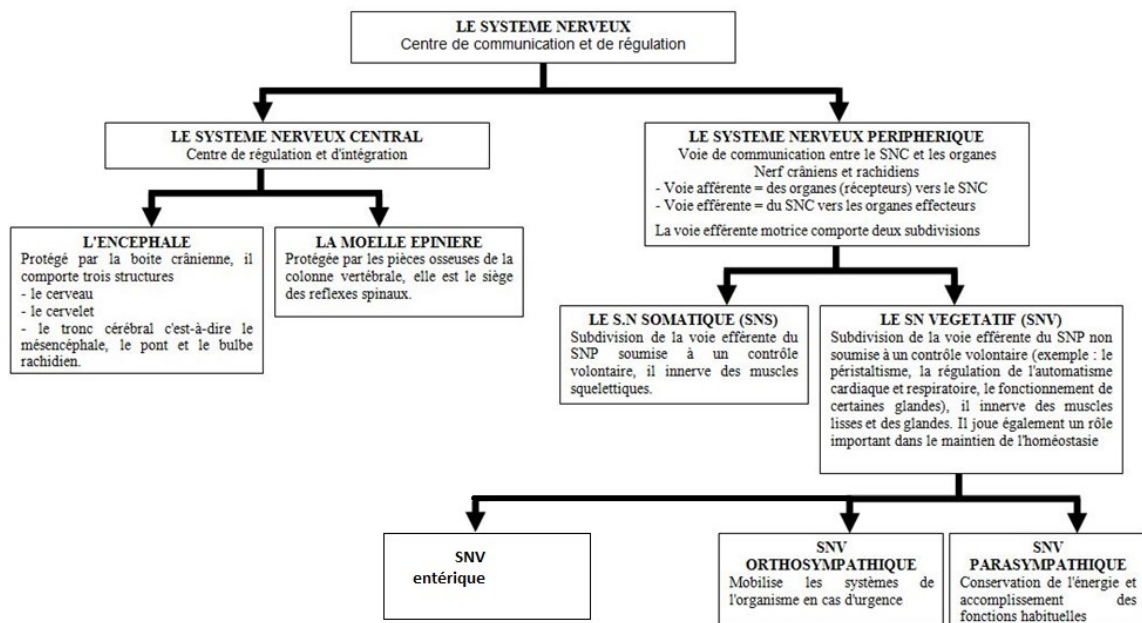 LE SYSTEME NERVEUX
Centre de communication et de régulation
LE SYSTEME NERVEUX CENTRAL
Centre de régulation et d'intégration
LE SYSTEME NERVEUX PERIPHERIQUE
Voie de communication entre le SNC et les organes
Nerf crâniens et rachidiens
- Voie afférente = des organes (récepteurs) vers le SNC
- Voie efférente = du SNC vers les organes effecteurs
La voie efférente motrice comporte deux subdivisions
L'ENCEPHALE
Protégé par la boite crânienne, il
comporte trois structures
- le cerveau
- le cervelet
- le tronc cérébral c'est-à-dire le
mésencéphale, le pont et le bulbe
rachidien.
LA MOELLE EPINIERE
Protégée par les pièces osseuses de la
colonne vertébrale, elle est le siège
des reflexes spinaux.
LE S.N SOMATIQUE (SNS)
Subdivision de la voie efférente du
SNP soumise à un contrôle
volontaire, il innerve des muscles
squelettiques.
LE SN VEGETATIF (SNV)
Subdivision de la voie efférente du SNP non
soumise à un contrôle volontaire (exemple : le
péristaltisme, la régulation de l'automatisme
cardiaque et respiratoire, le fonctionnement de
certaines glandes), il innerve des muscles
lisses et des glandes. Il joue également un rôle
important dans le maintien de l'homéostasie
SNV
entérique
SNV
ORTHOSYMPATHIQUE
Mobilise les systèmes de
l'organisme en cas d'urgence
SNV
PARASYMPATHIQUE
Conservation de l'énergie et
accomplissement des
fonctions habituelles